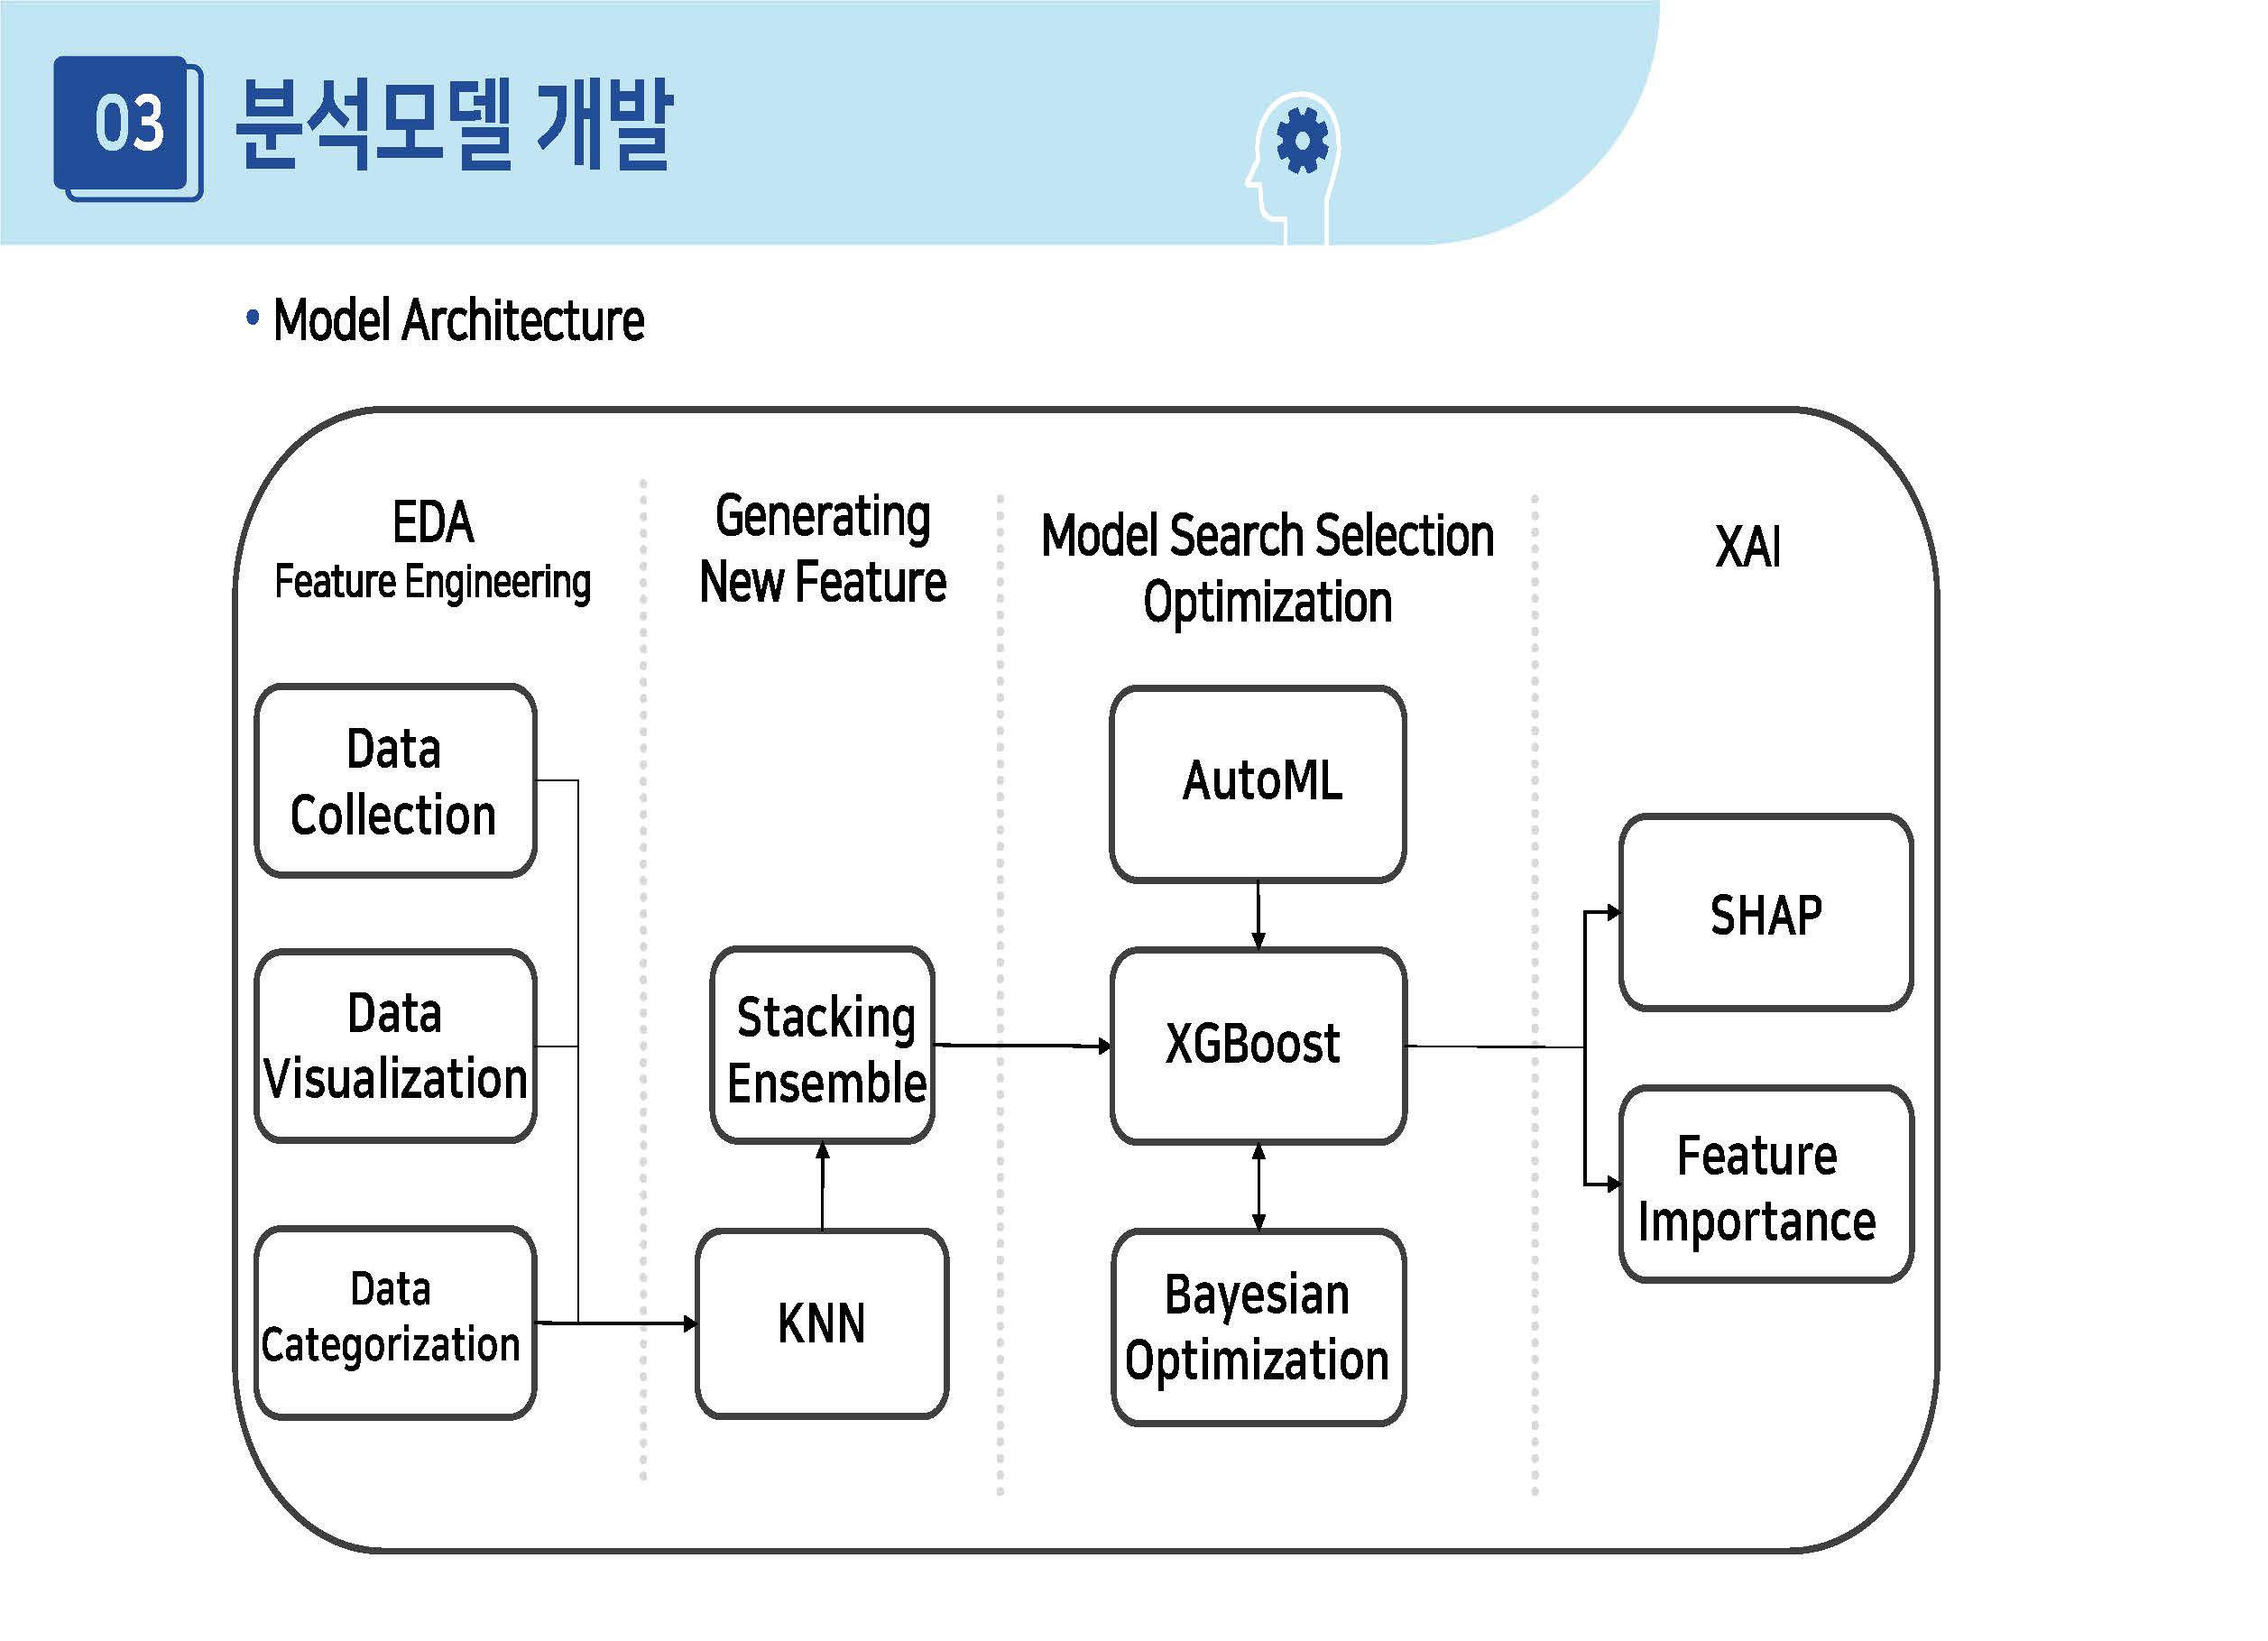 03 분석모델 개발
• Model Architecture
EDA
Feature Engineering
Data
Collection
Data
Visualization
Data
Categorization
Generating
New Feature
Stacking
Ensemble
KNN
Model Search Selection
Optimization
AutoML
XGBoost
Bayesian
Optimization
XAI
SHAP
Feature
Importance